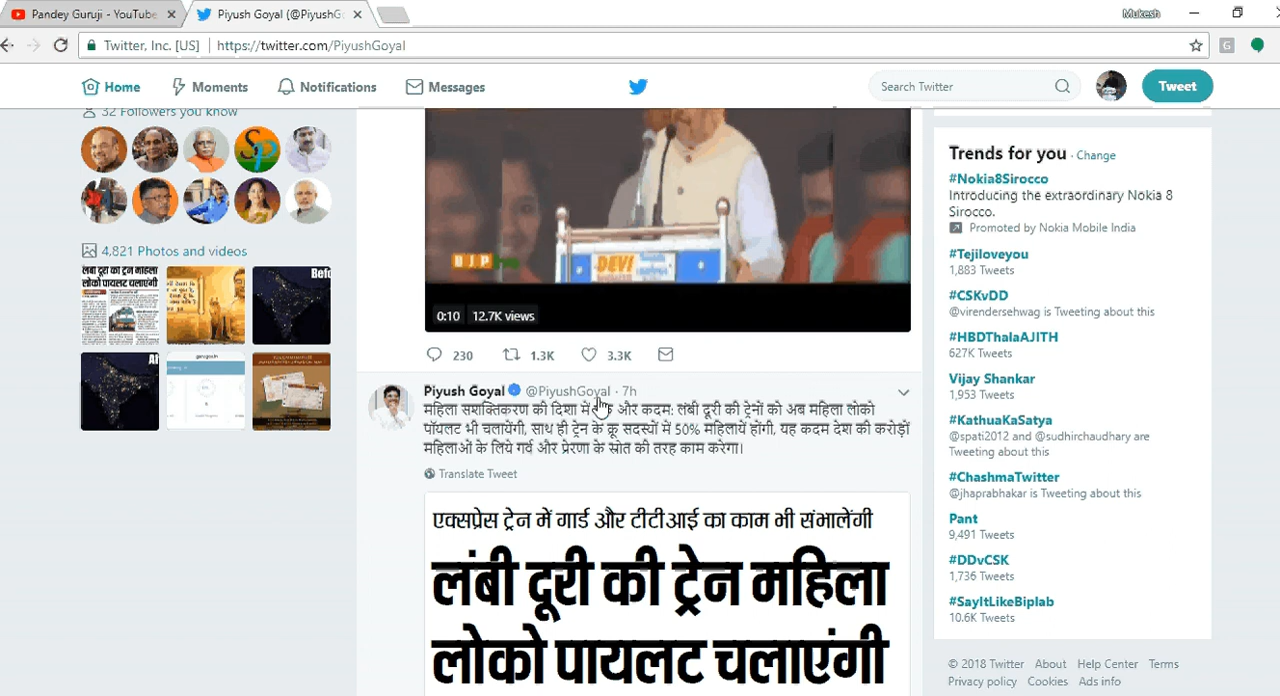 Pandey Guruji - YouTube
Piyush Goyal (@PiyushG
Mukesh
Twitter, Inc. [US] | https://twitter.com/PiyushGoyal
Home
Moments
Notifications
Messages
Search Twitter
Tweet
32 Followers you know
4,821 Photos and videos
लंबी दूरी की ट्रेन महिला
लोको पायलट चलाएंगी
DEVI
0:10 12.7K views
230 1.3K 3.3K
Piyush Goyal @PiyushGoyal · 7h
महिला सशक्तिकरण की दिशा में और कदम: लंबी दूरी की ट्रेनों को अब महिला लोको
पॉयलट भी चलायेंगी, साथ ही ट्रेन के क्रू सदस्यों में 50% महिलायें होंगी, यह कदम देश की करोड़ों
महिलाओं के लिये गर्व और प्रेरणा के स्रोत की तरह काम करेगा।
Translate Tweet
एक्सप्रेस ट्रेन में गार्ड और टीटीआई का काम भी संभालेंगी
लंबी दूरी की ट्रेन महिला
लोको पायलट चलाएंगी
Trends for you · Change
#Nokia8Sirocco
Introducing the extraordinary Nokia 8
Sirocco.
Promoted by Nokia Mobile India
#Tejiloveyou
1,883 Tweets
#CSKvDD
@virendersehwag is Tweeting about this
#HBDThalaAJITH
627K Tweets
Vijay Shankar
1,953 Tweets
#KathuaKaSatya
@spati2012 and @sudhirchaudhary are
Tweeting about this
#ChashmaTwitter
@jhaprabhakar is Tweeting about this
Pant
9,491 Tweets
#DDvCSK
1,736 Tweets
#SayItLikeBiplab
10.6K Tweets
© 2018 Twitter About Help Center Terms
Privacy policy Cookies Ads info